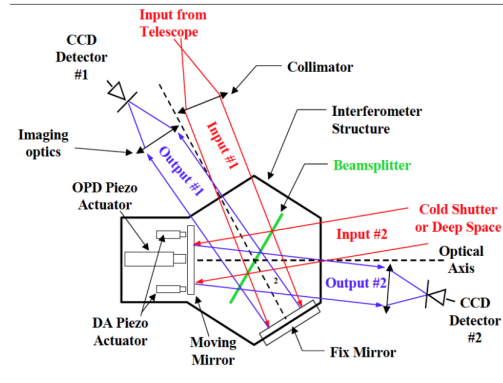 Input from
Telescope
CCD
Detector
#1
Collimator
Interferometer
Structure
Imaging
optics
Input #1
Output #1
Beamsplitter
OPD Piezo
Actuator
Cold Shutter
or Deep Space
Input #2
Optical
Axis
2
Output #2
CCD
Detector
#2
DA Piezo
Actuator
Moving
Mirror
Fix Mirror